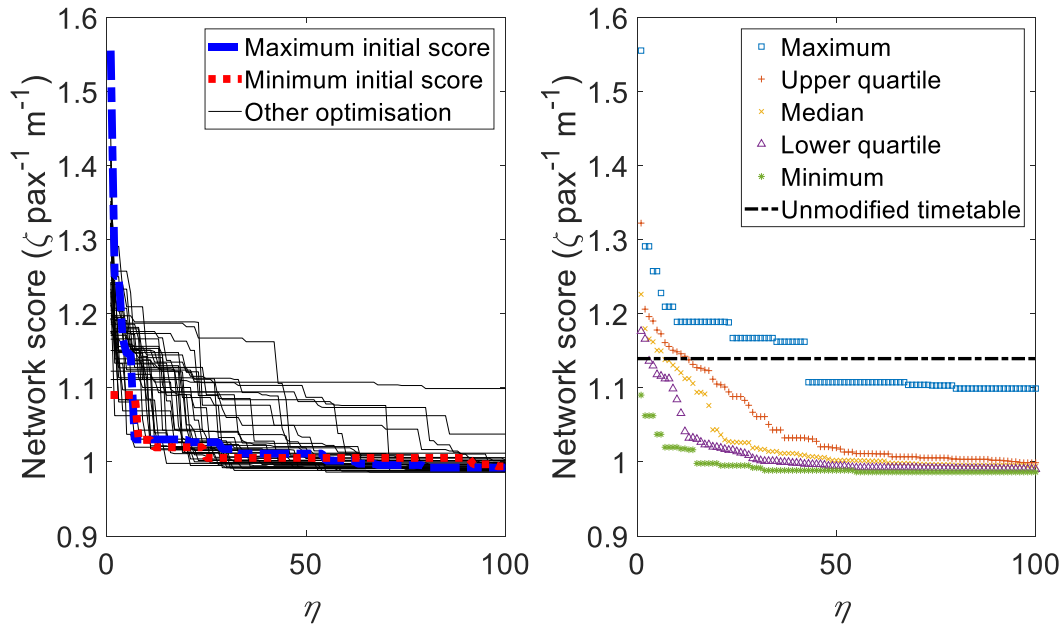 1.6
1.5
1.4
1.3
1.2
1.1
1
0.9
0
50
100
Network score (ζ pax⁻¹ m⁻¹)
η
Maximum initial score
Minimum initial score
Other optimisation
1.6
1.5
1.4
1.3
1.2
1.1
1
0.9
0
50
100
Network score (ζ pax⁻¹ m⁻¹)
η
Maximum
Upper quartile
Median
Lower quartile
Minimum
Unmodified timetable